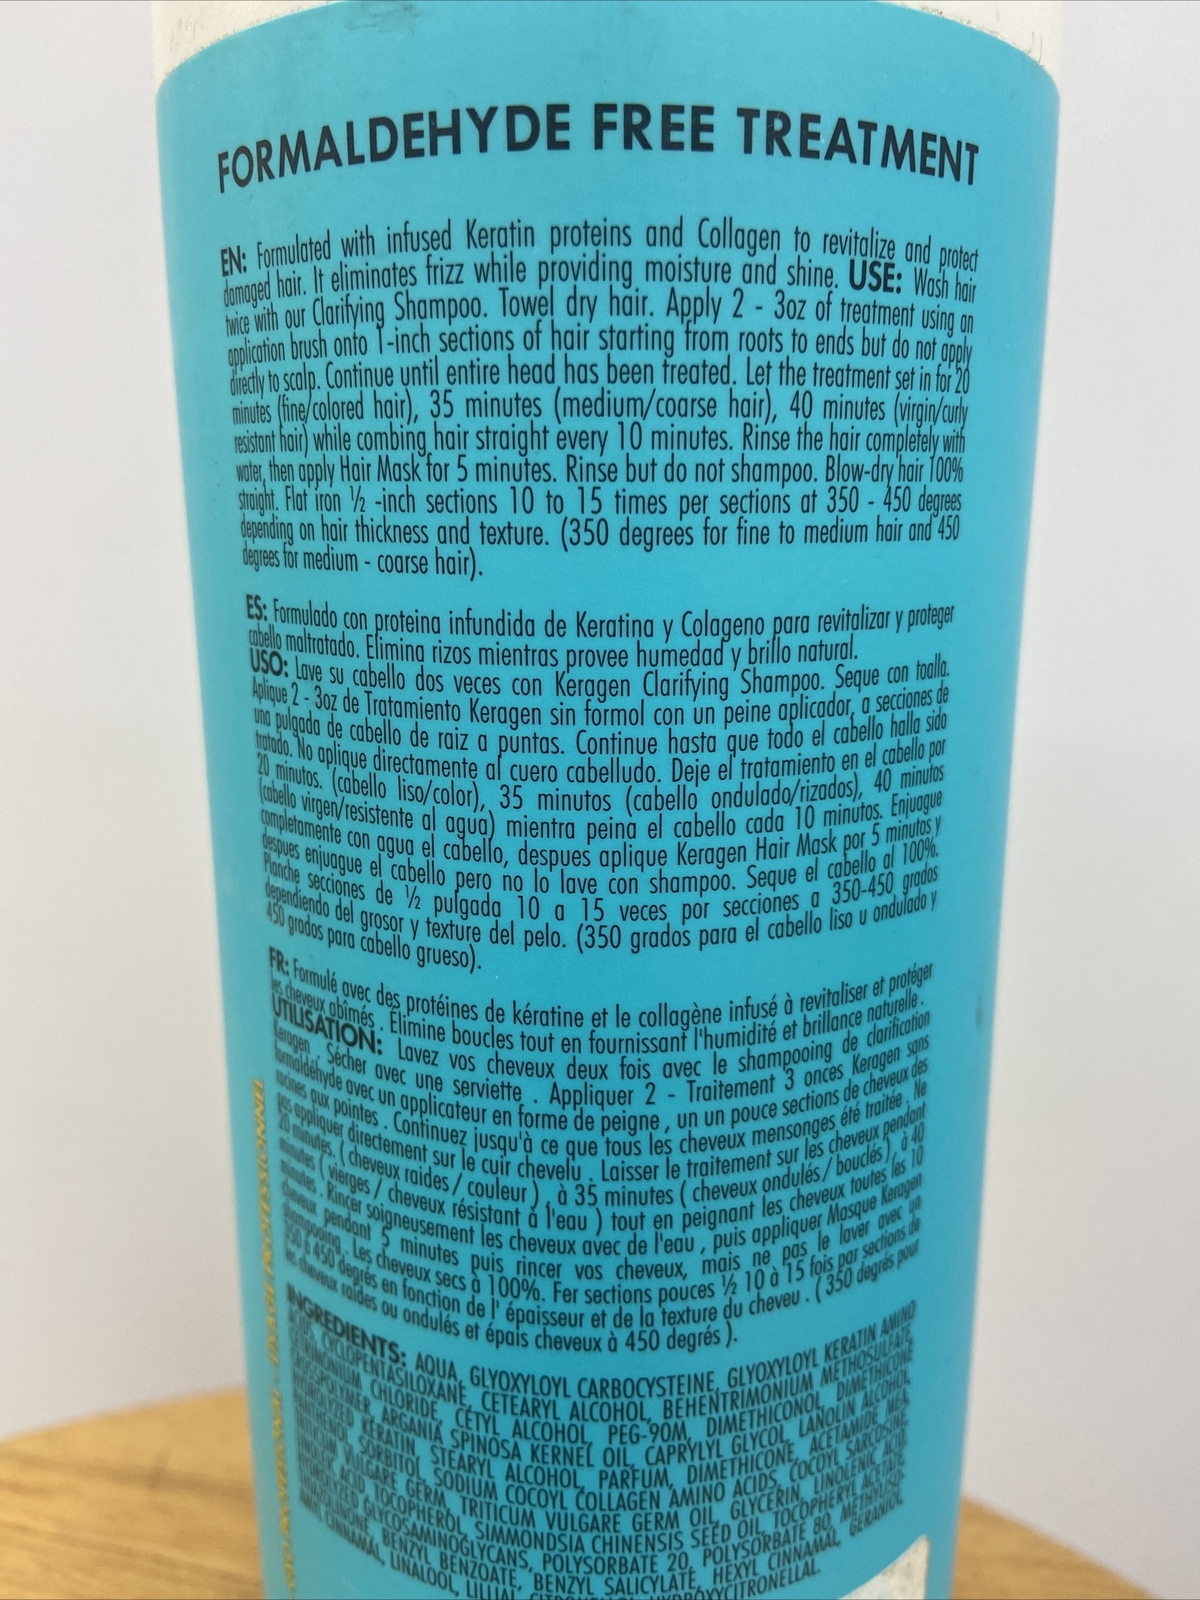 FORMALDEHYDE FREE TREATMENT
EN: Formulated with infused Keratin proteins and Collagen to revitalize and protect
damaged hair. It eliminates frizz while providing moisture and shine. USE: Wash hair
twice with our Clarifying Shampoo. Towel dry hair. Apply 2 - 3oz of treatment using an
application brush onto 1-inch sections of hair starting from roots to ends but do not apply
directly to scalp. Continue until entire head has been treated. Let the treatment set in for 20
minutes (fine/colored hair), 35 minutes (medium/coarse hair), 40 minutes (virgin/curly
resistant hair) while combing hair straight every 10 minutes. Rinse the hair completely with
water, then apply Hair Mask for 5 minutes. Rinse but do not shampoo. Blow-dry hair 100%
straight. Flat iron ½ -inch sections 10 to 15 times per sections at 350 - 450 degrees
depending on hair thickness and texture. (350 degrees for fine to medium hair and 450
degrees for medium - coarse hair).
ES: Formulado con proteina infundida de Keratina y Colageno para revitalizar y proteger
cabello maltratado. Elimina rizos mientras provee humedad y brillo natural.
USO: Lave su cabello dos veces con Keragen Clarifying Shampoo. Seque con toalla.
Aplique 2 - 3oz de Tratamiento Keragen sin formol con un peine aplicador, a secciones de
una pulgada de cabello de raiz a puntas. Continue hasta que todo el cabello halla sido
tratado. No aplique directamente al cuero cabelludo. Deje el tratamiento en el cabello por
20 minutos. (cabello liso/color), 35 minutos (cabello ondulado/rizados), 40 minutos
(cabello virgen/resistente al agua) mientra peina el cabello cada 10 minutos. Enjuague
completamente con agua el cabello, despues aplique Keragen Hair Mask por 5 minutos y
despues enjuague el cabello pero no lo lave con shampoo. Seque el cabello al 100%.
Planche secciones de ½ pulgada 10 a 15 veces por secciones a 350-450 grados
dependiendo del grosor y texture del pelo. (350 grados para el cabello liso u ondulado y
450 grados para cabello grueso).
FR: Formulé avec des protéines de kératine et le collagène infusé à revitaliser et protéger
les cheveux abîmés . Élimine boucles tout en fournissant l'humidité et brillance naturelle .
UTILISATION: Lavez vos cheveux deux fois avec le shampooing de clarification
Keragen . Sécher avec une serviette . Appliquer 2 - Traitement 3 onces Keragen sans
formaldéhyde avec un applicateur en forme de peigne , un un pouce sections de cheveux des
racines aux pointes . Continuez jusqu'à ce que tous les cheveux mensonges été traitée . Ne
pas appliquer directement sur le cuir chevelu . Laisser le traitement sur les cheveux pendant
20 minutes. ( cheveux raides / couleur ) , à 35 minutes ( cheveux ondulés / bouclés ) , à 40
minutes ( vierges / cheveux résistant à l'eau ) tout en peignant les cheveux toutes les 10
minutes . Rincer soigneusement les cheveux avec de l'eau , puis appliquer Masque Keragen
cheveux pendant 5 minutes puis rincer vos cheveux, mais ne pas le laver avec un
shampooing . Les cheveux secs à 100%. Fer sections pouces ½ 10 à 15 fois par sections de
350 à 450 degrés en fonction de l' épaisseur et de la texture du cheveu . ( 350 degrés pour
les cheveux raides ou ondulés et épais cheveux à 450 degrés ).
INGREDIENTS: AQUA, GLYOXYLOYL CARBOCYSTEINE, GLYOXYLOYL KERATIN AMINO
ACIDS, CYCLOPENTASILOXANE, CETEARYL ALCOHOL, BEHENTRIMONIUM METHOSULFATE,
CETRIMONIUM CHLORIDE, CETYL ALCOHOL, PEG-90M, DIMETHICONOL, DIMETHICONE
CROSSPOLYMER, ARGANIA SPINOSA KERNEL OIL, CAPRYLYL GLYCOL, LANOLIN ALCOHOL,
HYDROLYZED KERATIN, STEARYL ALCOHOL, PARFUM, DIMETHICONE, ACETAMIDE MEA,
PANTHENOL, SORBITOL, SODIUM COCOYL COLLAGEN AMINO ACIDS, COCOYL SARCOSINE,
TRITICUM VULGARE GERM, TRITICUM VULGARE GERM OIL, GLYCERIN, LINOLENIC ACID,
ACID, TOCOPHEROL, SIMMONDSIA CHINENSIS SEED OIL, TOCOPHERYL ACETATE,
GLYCOSAMINOGLYCANS, POLYSORBATE 20, POLYSORBATE 80,
BENZYL BENZOATE, BENZYL SALICYLATE, HEXYL CINNAMAL, GERANIOL,
CINNAMAL, LINALOOL, HYDROXYCITRONELLAL.